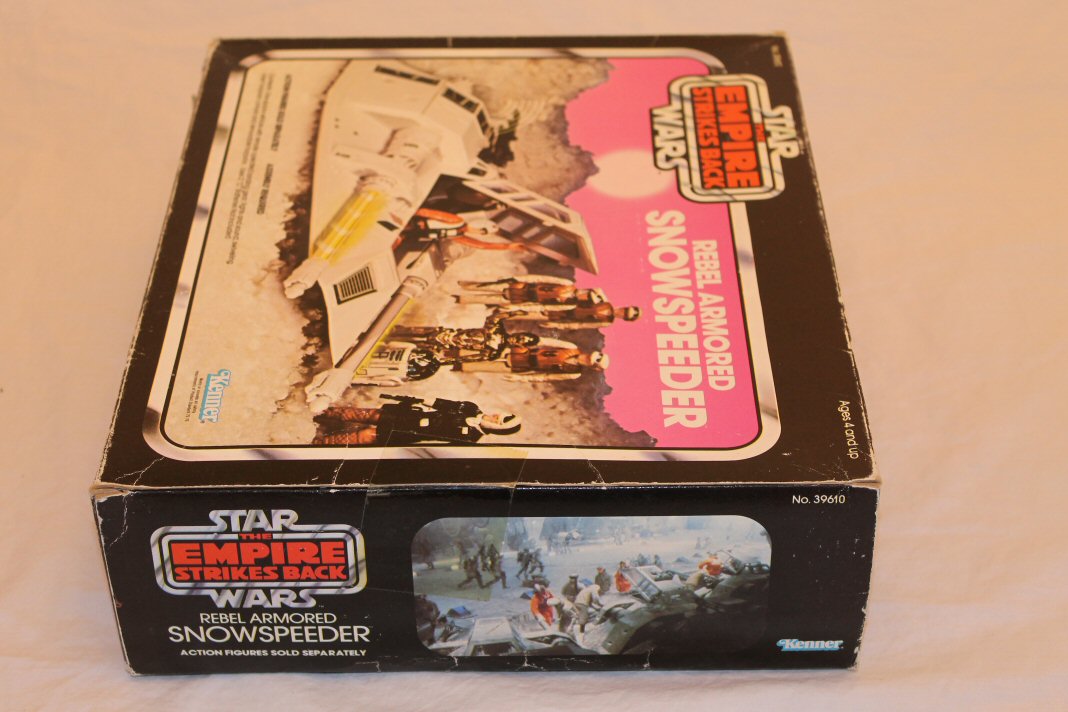 STAR
THE
EMPIRE
STRIKES BACK
WARS
REBEL ARMORED
SNOWSPEEDER
Kenner
Ages 4 and up
No. 39610
STAR
THE
EMPIRE
STRIKES BACK
WARS™
REBEL ARMORED
SNOWSPEEDER
ACTION FIGURES SOLD SEPARATELY
Kenner